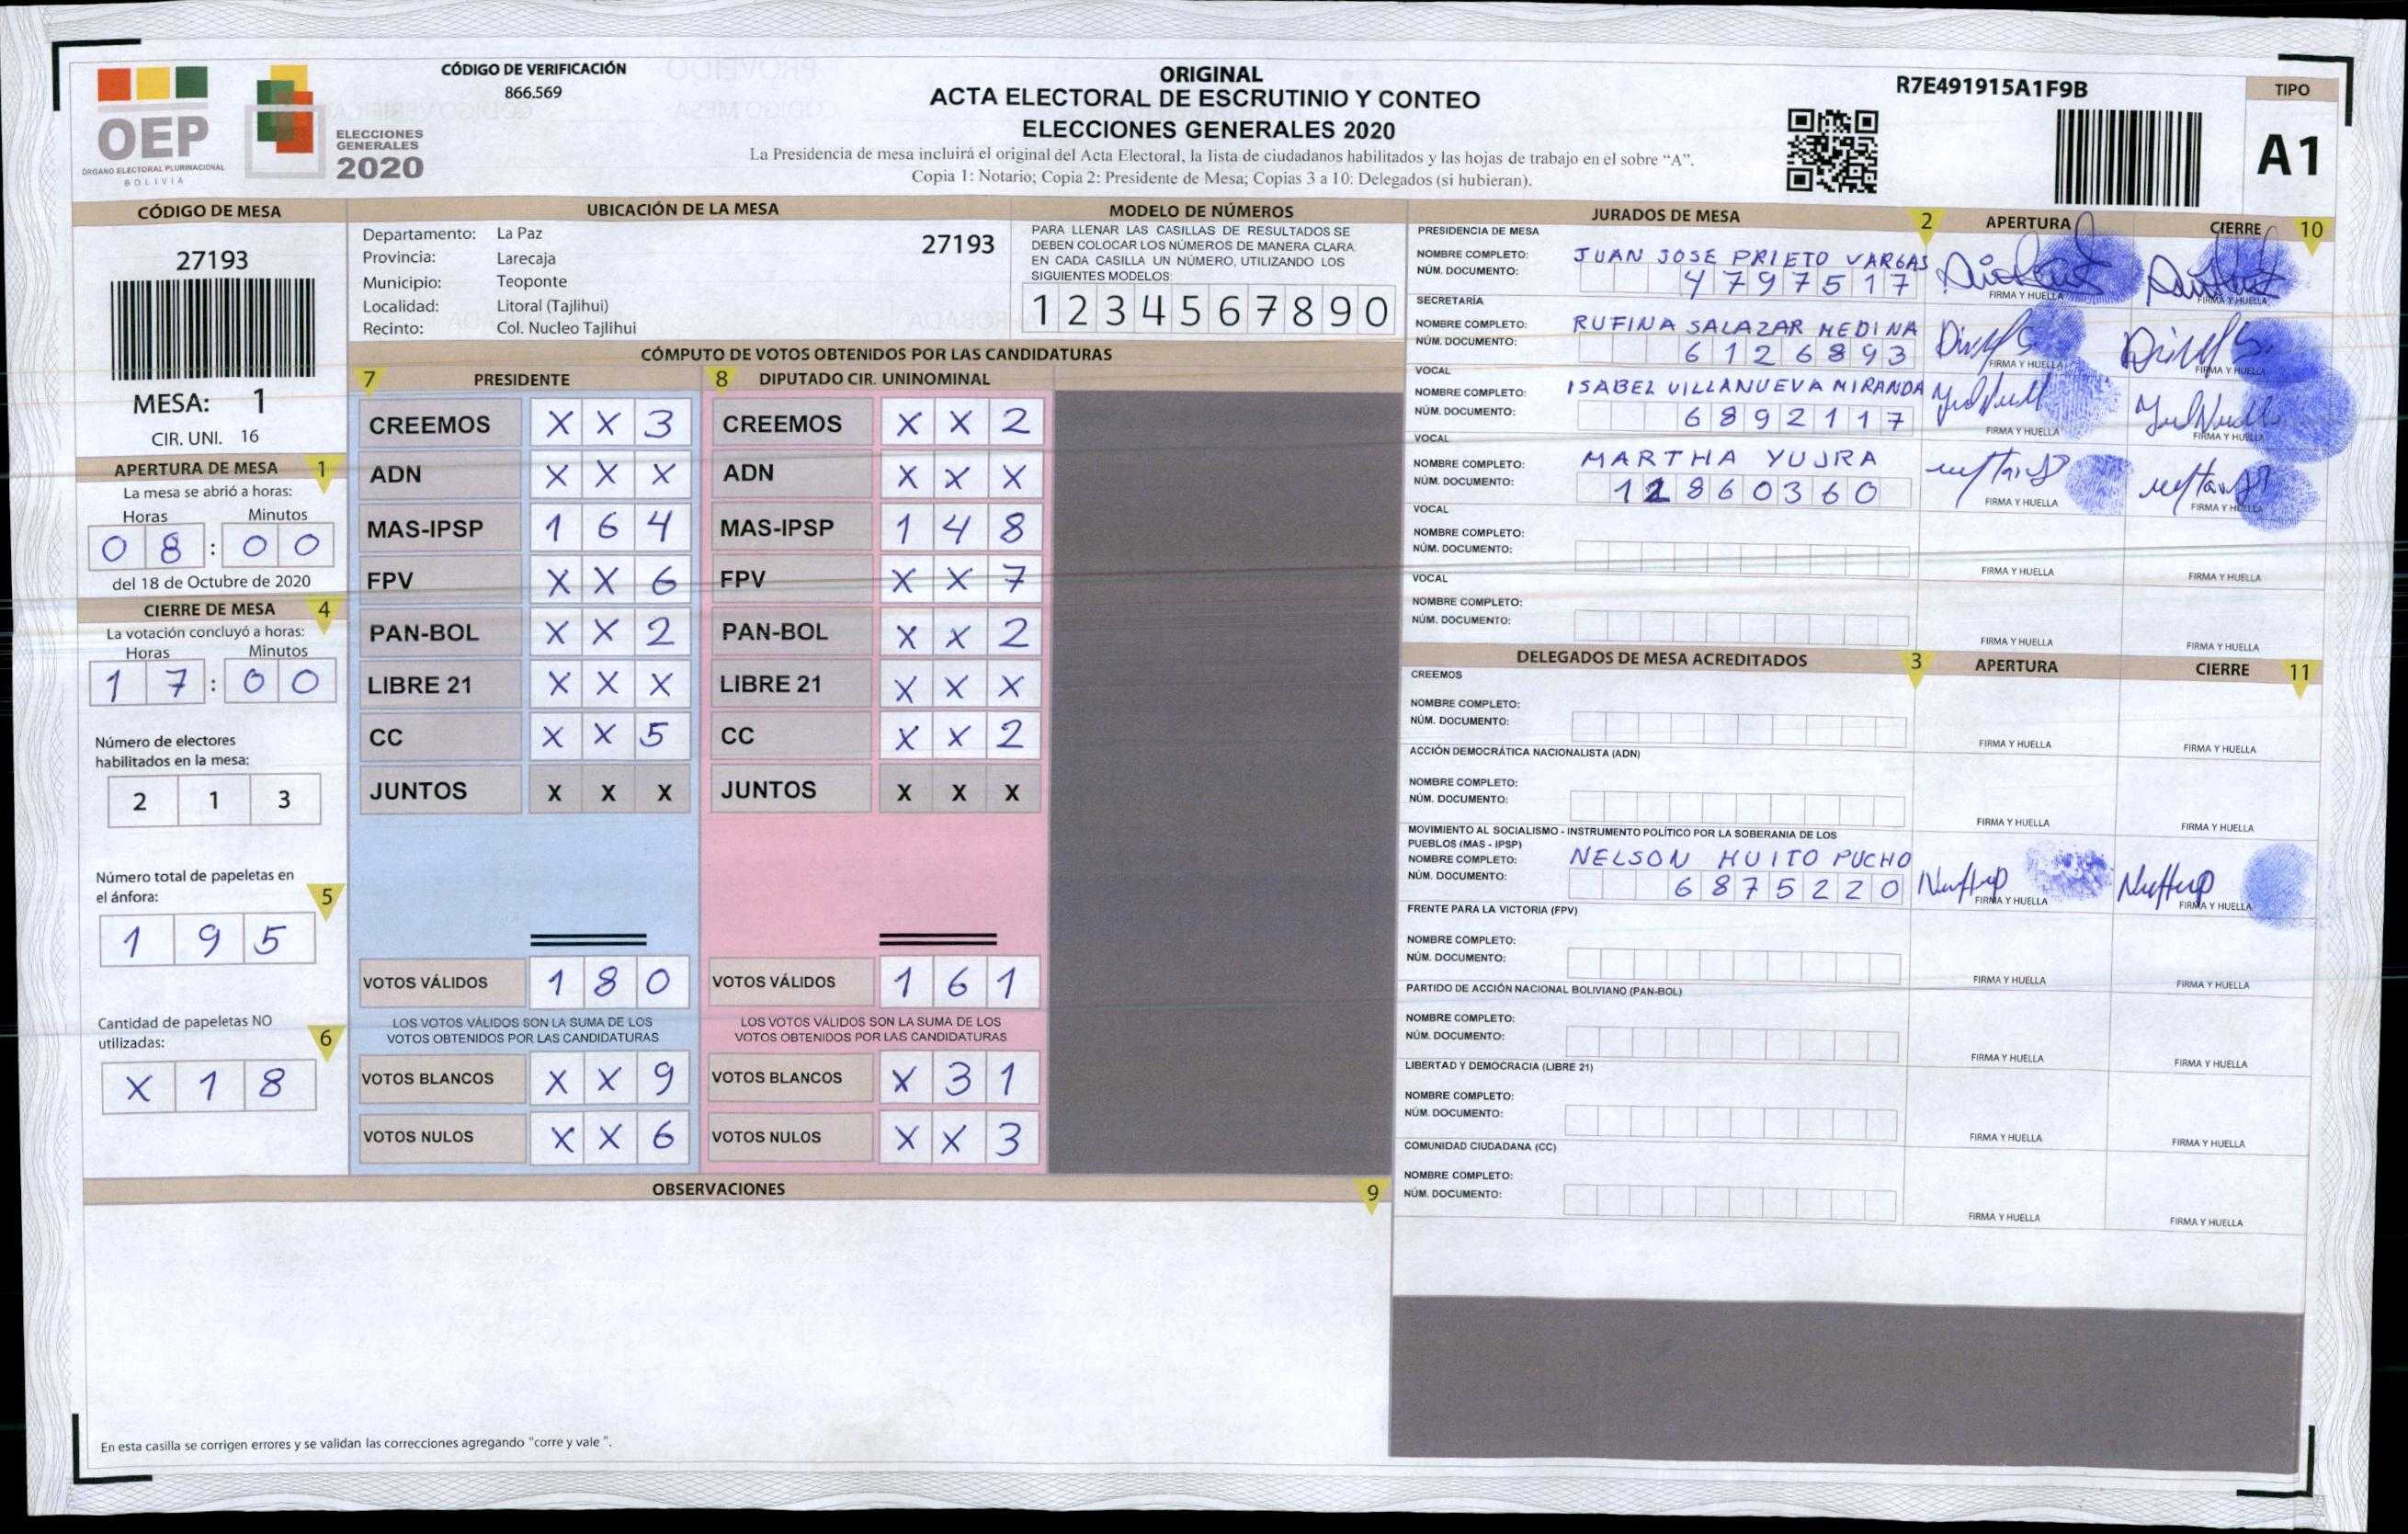 OEP
ÓRGANO ELECTORAL PLURINACIONAL
BOLIVIA
ELECCIONES
GENERALES
2020
CÓDIGO DE VERIFICACIÓN
866.569
ORIGINAL
ACTA ELECTORAL DE ESCRUTINIO Y CONTEO
ELECCIONES GENERALES 2020
La Presidencia de mesa incluirá el original del Acta Electoral, la lista de ciudadanos habilitados y las hojas de trabajo en el sobre “A”.
Copia 1: Notario; Copia 2: Presidente de Mesa; Copias 3 a 10: Delegados (si hubieran).
R7E491915A1F9B
TIPO
A1
CÓDIGO DE MESA
27193
MESA: 1
CIR. UNI. 16
APERTURA DE MESA 1
La mesa se abrió a horas:
Horas Minutos
0 8 : 0 0
del 18 de Octubre de 2020
CIERRE DE MESA 4
La votación concluyó a horas:
Horas Minutos
1 7 : 0 0
Número de electores
habilitados en la mesa:
2 1 3
Número total de papeletas en
el ánfora: 5
1 9 5
Cantidad de papeletas NO
utilizadas: 6
X 1 8
UBICACIÓN DE LA MESA
Departamento: La Paz
27193
Provincia: Larecaja
Municipio: Teoponte
Localidad: Litoral (Tajlihui)
Recinto: Col. Nucleo Tajlihui
MODELO DE NÚMEROS
PARA LLENAR LAS CASILLAS DE RESULTADOS SE
DEBEN COLOCAR LOS NÚMEROS DE MANERA CLARA.
EN CADA CASILLA UN NÚMERO, UTILIZANDO LOS
SIGUIENTES MODELOS:
1 2 3 4 5 6 7 8 9 0
CÓMPUTO DE VOTOS OBTENIDOS POR LAS CANDIDATURAS
7 PRESIDENTE
CREEMOS X X 3
ADN X X X
MAS-IPSP 1 6 4
FPV X X 6
PAN-BOL X X 2
LIBRE 21 X X X
CC X X 5
JUNTOS X X X
VOTOS VÁLIDOS 1 8 0
LOS VOTOS VÁLIDOS SON LA SUMA DE LOS
VOTOS OBTENIDOS POR LAS CANDIDATURAS
VOTOS BLANCOS X X 9
VOTOS NULOS X X 6
8 DIPUTADO CIR. UNINOMINAL
CREEMOS X X 2
ADN X X X
MAS-IPSP 1 4 8
FPV X X 7
PAN-BOL X X 2
LIBRE 21 X X X
CC X X 2
JUNTOS X X X
VOTOS VÁLIDOS 1 6 1
LOS VOTOS VÁLIDOS SON LA SUMA DE LOS
VOTOS OBTENIDOS POR LAS CANDIDATURAS
VOTOS BLANCOS X 3 1
VOTOS NULOS X X 3
OBSERVACIONES 9
En esta casilla se corrigen errores y se validan las correcciones agregando "corre y vale ".
JURADOS DE MESA 2 APERTURA CIERRE 10
PRESIDENCIA DE MESA
NOMBRE COMPLETO: JUAN JOSE PRIETO VARGAS
NÚM. DOCUMENTO: 4797517
FIRMA Y HUELLA FIRMA Y HUELLA
SECRETARÍA
NOMBRE COMPLETO: RUFINA SALAZAR MEDINA
NÚM. DOCUMENTO: 6126893
FIRMA Y HUELLA FIRMA Y HUELLA
VOCAL
NOMBRE COMPLETO: ISABEL VILLANUEVA MIRANDA
NÚM. DOCUMENTO: 6892117
FIRMA Y HUELLA FIRMA Y HUELLA
VOCAL
NOMBRE COMPLETO: MARTHA YUJRA
NÚM. DOCUMENTO: 12860360
FIRMA Y HUELLA FIRMA Y HUELLA
VOCAL
NOMBRE COMPLETO:
NÚM. DOCUMENTO:
FIRMA Y HUELLA FIRMA Y HUELLA
VOCAL
NOMBRE COMPLETO:
NÚM. DOCUMENTO:
FIRMA Y HUELLA FIRMA Y HUELLA
DELEGADOS DE MESA ACREDITADOS 3 APERTURA CIERRE 11
CREEMOS
NOMBRE COMPLETO:
NÚM. DOCUMENTO:
FIRMA Y HUELLA FIRMA Y HUELLA
ACCIÓN DEMOCRÁTICA NACIONALISTA (ADN)
NOMBRE COMPLETO:
NÚM. DOCUMENTO:
FIRMA Y HUELLA FIRMA Y HUELLA
MOVIMIENTO AL SOCIALISMO - INSTRUMENTO POLÍTICO POR LA SOBERANIA DE LOS
PUEBLOS (MAS - IPSP)
NOMBRE COMPLETO: NELSON HUITO PUCHO
NÚM. DOCUMENTO: 6875220
FIRMA Y HUELLA FIRMA Y HUELLA
FRENTE PARA LA VICTORIA (FPV)
NOMBRE COMPLETO:
NÚM. DOCUMENTO:
FIRMA Y HUELLA FIRMA Y HUELLA
PARTIDO DE ACCIÓN NACIONAL BOLIVIANO (PAN-BOL)
NOMBRE COMPLETO:
NÚM. DOCUMENTO:
FIRMA Y HUELLA FIRMA Y HUELLA
LIBERTAD Y DEMOCRACIA (LIBRE 21)
NOMBRE COMPLETO:
NÚM. DOCUMENTO:
FIRMA Y HUELLA FIRMA Y HUELLA
COMUNIDAD CIUDADANA (CC)
NOMBRE COMPLETO:
NÚM. DOCUMENTO:
FIRMA Y HUELLA FIRMA Y HUELLA